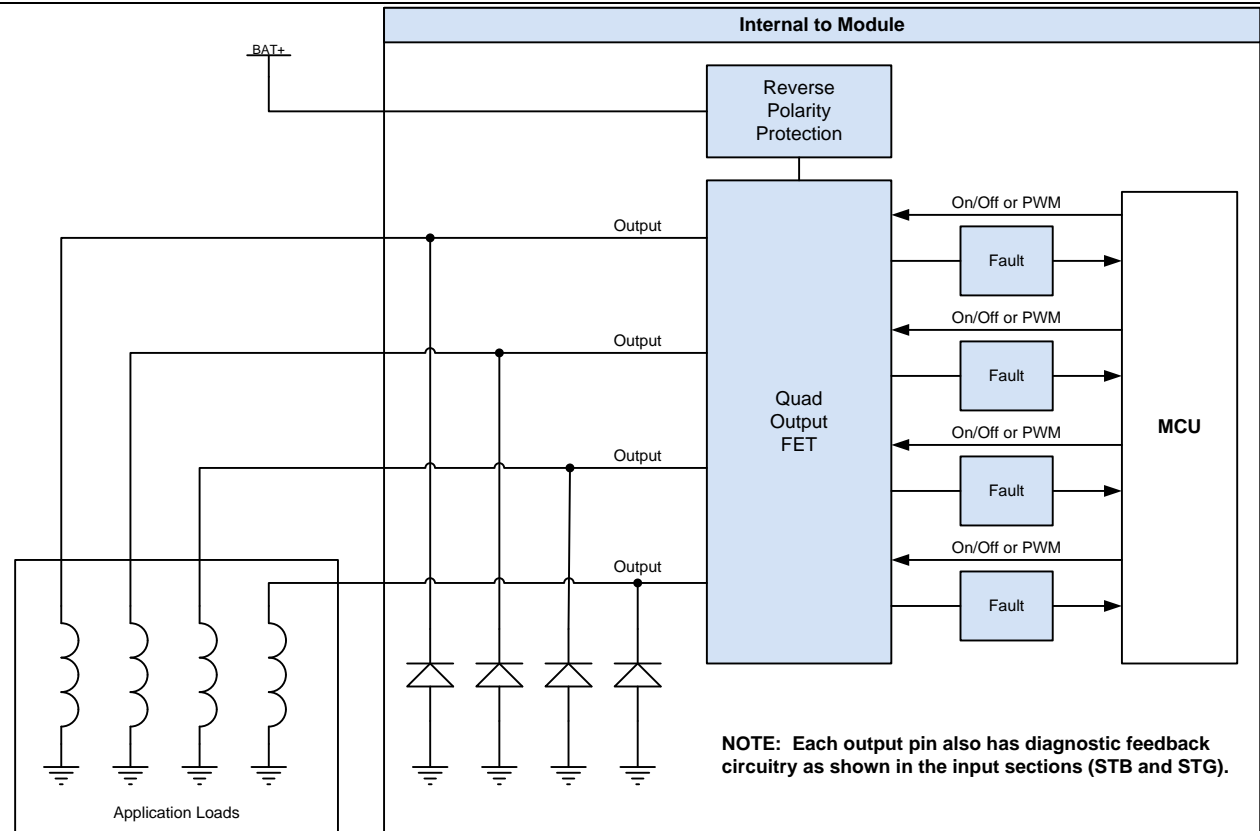 Internal to Module
BAT+
Reverse
Polarity
Protection
On/Off or PWM
Output
Fault
On/Off or PWM
Output
Fault
Quad
Output
FET
MCU
On/Off or PWM
Output
Fault
On/Off or PWM
Output
Fault
NOTE:  Each output pin also has diagnostic feedback
circuitry as shown in the input sections (STB and STG).
Application Loads